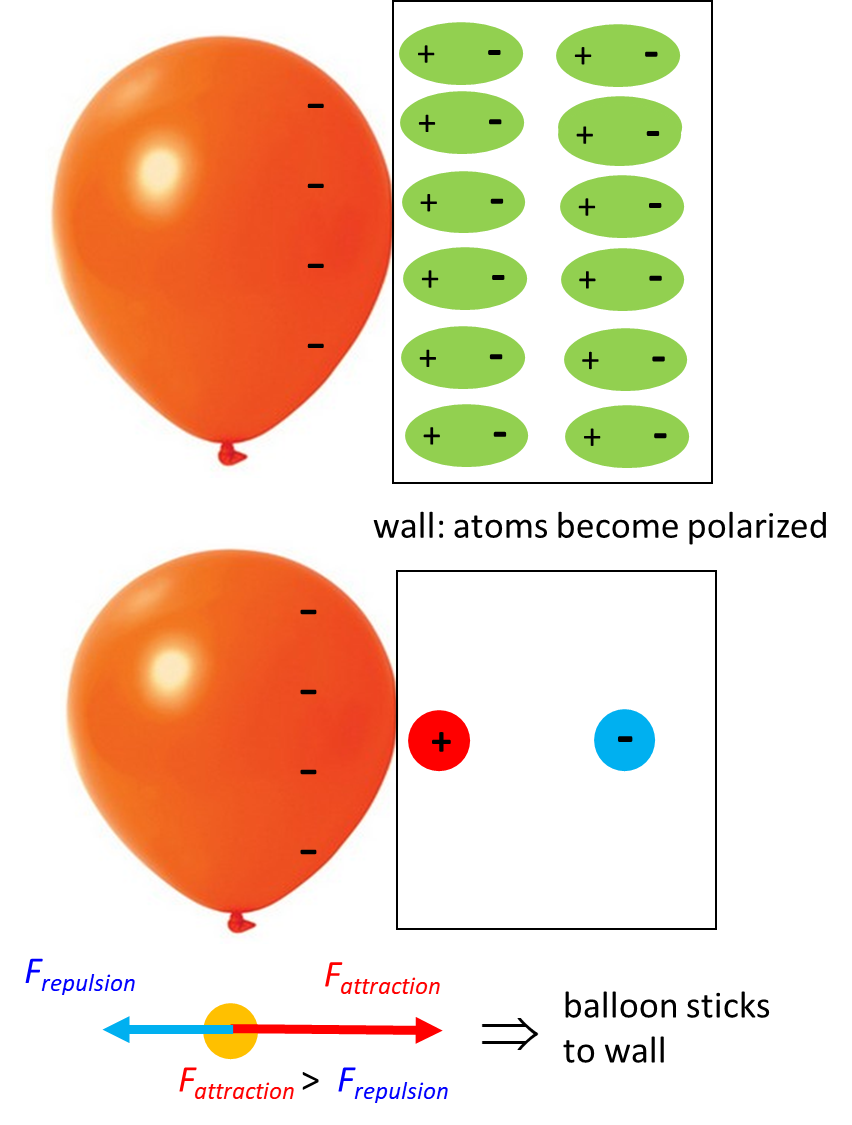 -
-
-
-
+ - + -
+ - + -
+ - + -
+ - + -
+ - + -
+ - + -
wall: atoms become polarized
-
-
-
-
+ -
Frepulsion
Fattraction
balloon sticks
to wall
⇒
Fattraction > Frepulsion